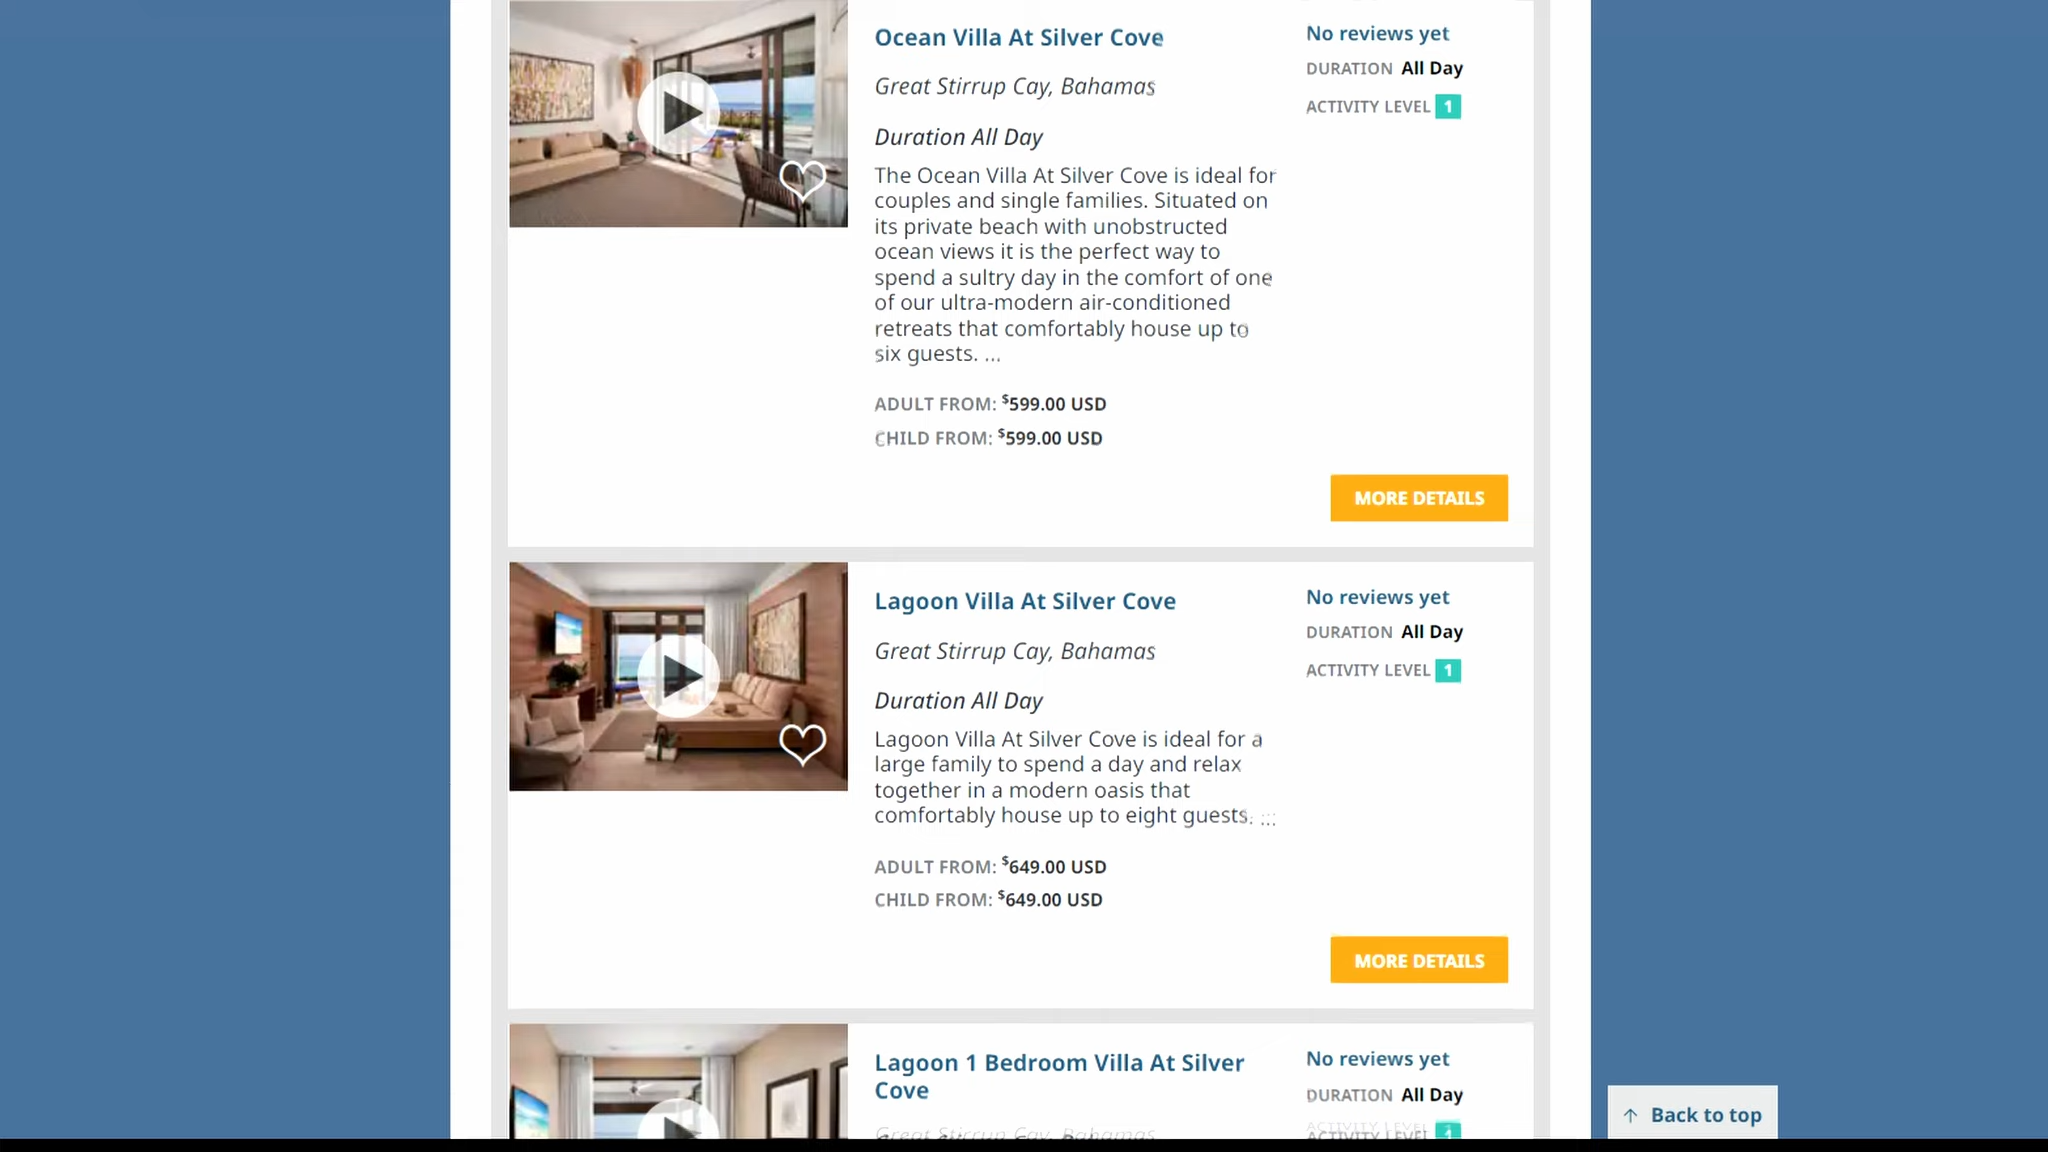 Ocean Villa At Silver Cove
Great Stirrup Cay, Bahamas
Duration All Day
The Ocean Villa At Silver Cove is ideal for
couples and single families. Situated on
its private beach with unobstructed
ocean views it is the perfect way to
spend a sultry day in the comfort of one
of our ultra-modern air-conditioned
retreats that comfortably house up to
six guests. ...
ADULT FROM: $599.00 USD
CHILD FROM: $599.00 USD
No reviews yet
DURATION All Day
ACTIVITY LEVEL 1
MORE DETAILS
Lagoon Villa At Silver Cove
Great Stirrup Cay, Bahamas
Duration All Day
Lagoon Villa At Silver Cove is ideal for a
large family to spend a day and relax
together in a modern oasis that
comfortably house up to eight guests. ...
ADULT FROM: $649.00 USD
CHILD FROM: $649.00 USD
No reviews yet
DURATION All Day
ACTIVITY LEVEL 1
MORE DETAILS
Lagoon 1 Bedroom Villa At Silver
Cove
Great Stirrup Cay, Bahamas
No reviews yet
DURATION All Day
ACTIVITY LEVEL 1
Back to top